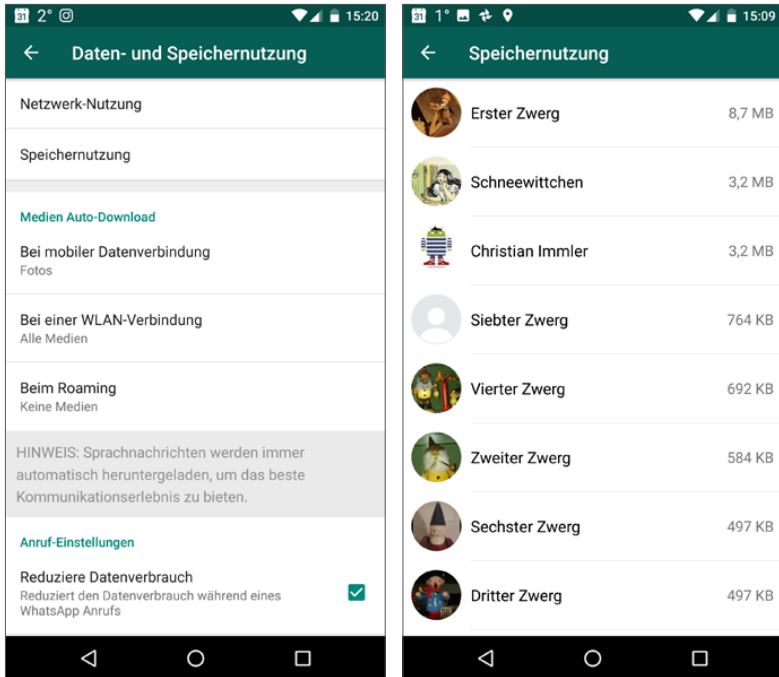 31 2° 15:20
Daten- und Speichernutzung
Netzwerk-Nutzung
Speichernutzung
Medien Auto-Download
Bei mobiler Datenverbindung
Fotos
Bei einer WLAN-Verbindung
Alle Medien
Beim Roaming
Keine Medien
HINWEIS: Sprachnachrichten werden immer
automatisch heruntergeladen, um das beste
Kommunikationserlebnis zu bieten.
Anruf-Einstellungen
Reduziere Datenverbrauch
Reduziert den Datenverbrauch während eines
WhatsApp Anrufs
31 1° 15:09
Speichernutzung
Erster Zwerg 8,7 MB
Schneewittchen 3,2 MB
Christian Immler 3,2 MB
Siebter Zwerg 764 KB
Vierter Zwerg 692 KB
Zweiter Zwerg 584 KB
Sechster Zwerg 497 KB
Dritter Zwerg 497 KB